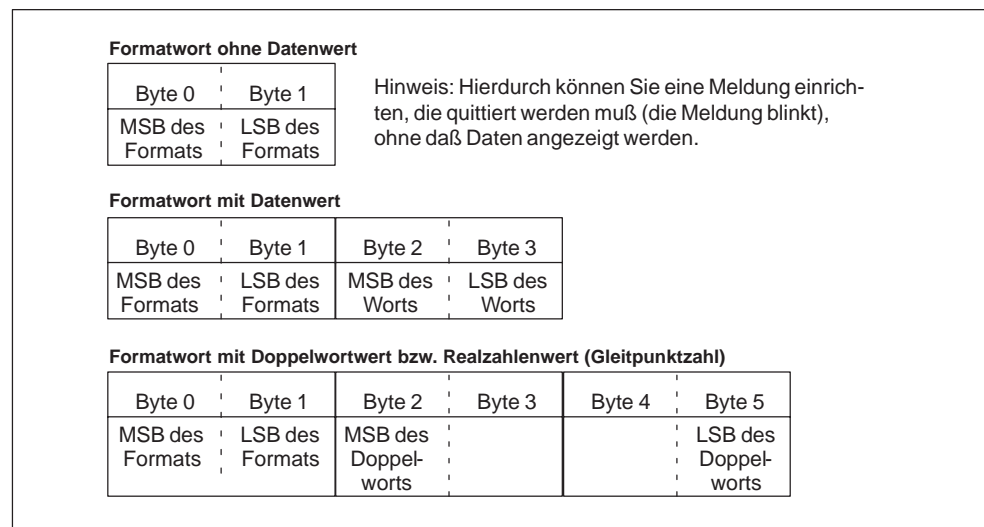 Formatwort ohne Datenwert
Byte 0 Byte 1
MSB des LSB des
Formats Formats
Hinweis: Hierdurch können Sie eine Meldung einrich-
ten, die quittiert werden muß (die Meldung blinkt),
ohne daß Daten angezeigt werden.
Formatwort mit Datenwert
Byte 0 Byte 1 Byte 2 Byte 3
MSB des LSB des MSB des LSB des
Formats Formats Worts Worts
Formatwort mit Doppelwortwert bzw. Realzahlenwert (Gleitpunktzahl)
Byte 0 Byte 1 Byte 2 Byte 3 Byte 4 Byte 5
MSB des LSB des MSB des LSB des
Formats Formats Doppel- Doppel-
worts worts